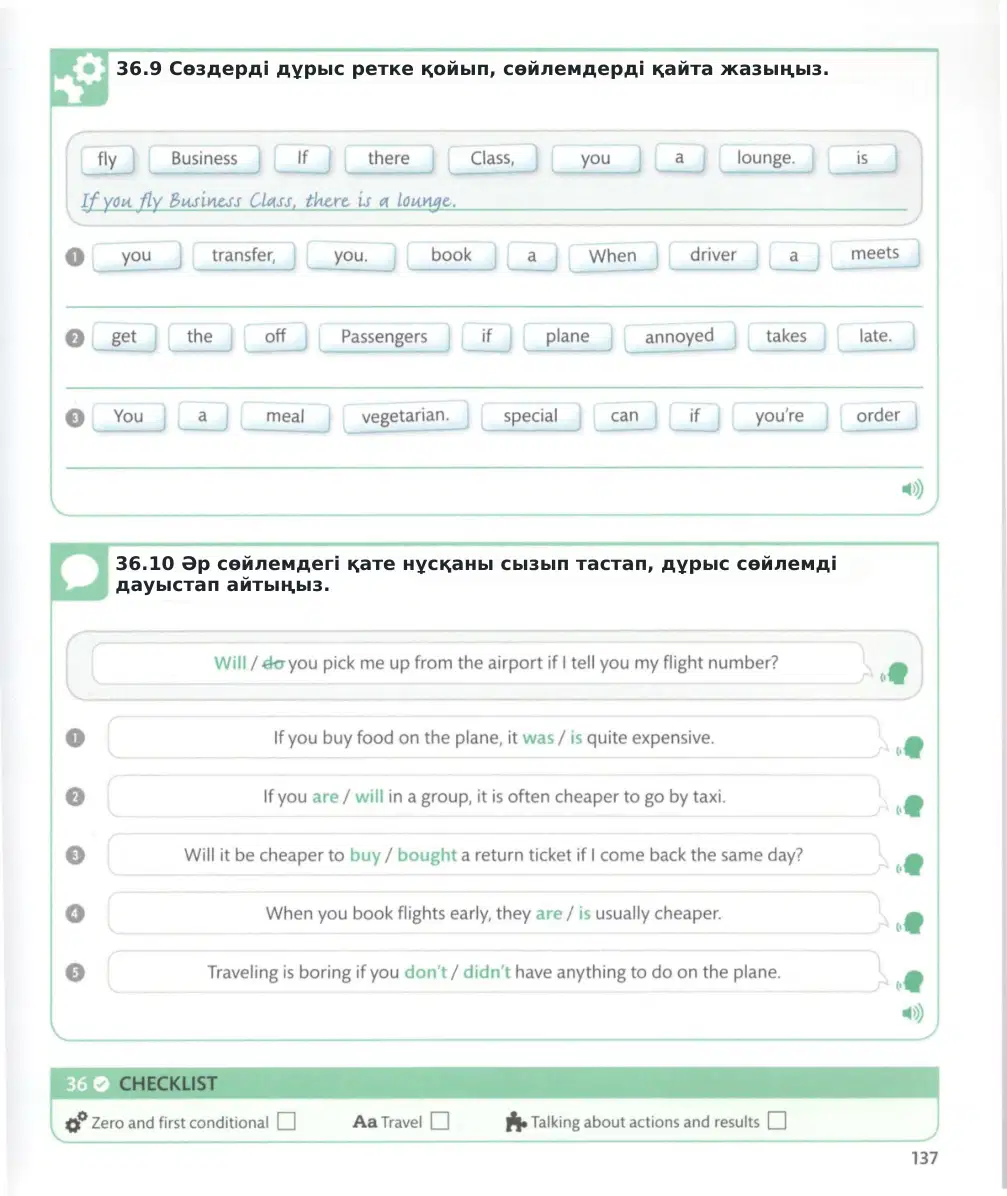 36.9 Сөздерді дұрыс ретке қойып, сөйлемдерді қайта жазыңыз.
fly Business If there Class, you a lounge. is
If you fly Business Class, there is a lounge.
1 you transfer, you. book a When driver a meets
2 get the off Passengers if plane annoyed takes late.
3 You a meal vegetarian. special can if you're order
36.10 Әр сөйлемдегі қате нұсқаны сызып тастап, дұрыс сөйлемді
дауыстап айтыңыз.
Will / do you pick me up from the airport if I tell you my flight number?
1 If you buy food on the plane, it was / is quite expensive.
2 If you are / will in a group, it is often cheaper to go by taxi.
3 Will it be cheaper to buy / bought a return ticket if I come back the same day?
4 When you book flights early, they are / is usually cheaper.
5 Traveling is boring if you don't / didn't have anything to do on the plane.
36 CHECKLIST
Zero and first conditional Aa Travel Talking about actions and results
137